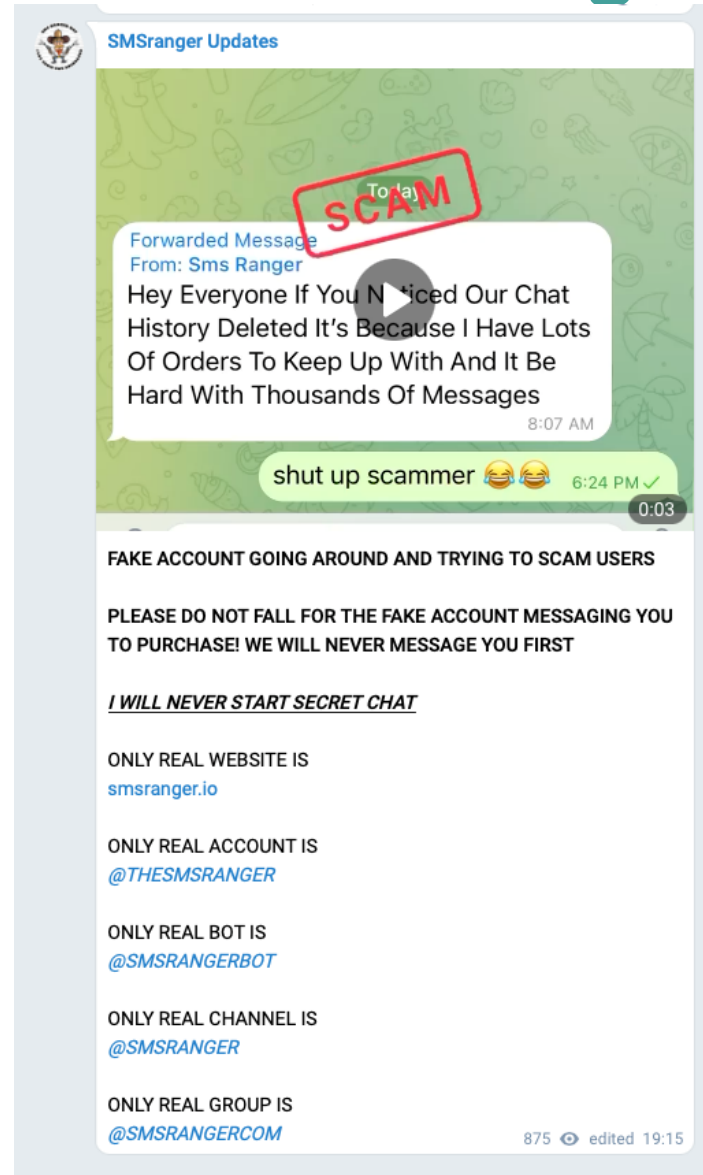 SMSranger Updates
Today
SCAM
Forwarded Message
From: Sms Ranger
Hey Everyone If You Noticed Our Chat
History Deleted It's Because I Have Lots
Of Orders To Keep Up With And It Be
Hard With Thousands Of Messages
8:07 AM
shut up scammer 😂😂
6:24 PM
0:03
FAKE ACCOUNT GOING AROUND AND TRYING TO SCAM USERS
PLEASE DO NOT FALL FOR THE FAKE ACCOUNT MESSAGING YOU
TO PURCHASE! WE WILL NEVER MESSAGE YOU FIRST
I WILL NEVER START SECRET CHAT
ONLY REAL WEBSITE IS
smsranger.io
ONLY REAL ACCOUNT IS
@THESMSRANGER
ONLY REAL BOT IS
@SMSRANGERBOT
ONLY REAL CHANNEL IS
@SMSRANGER
ONLY REAL GROUP IS
@SMSRANGERCOM
875 edited 19:15